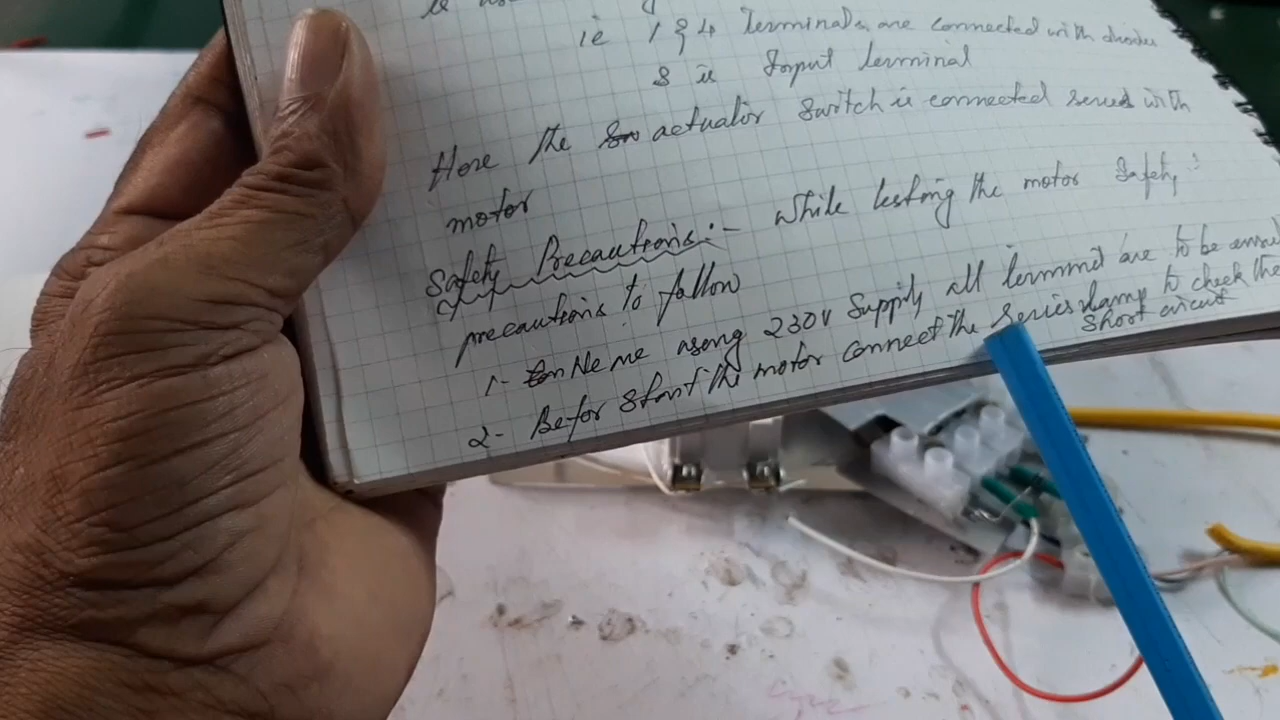 ie 1 & 4 Terminals are connected with diodes
S is Input terminal
Here the actuator Switch is connected series with
motor
Safety Precautions:- While testing the motor Safety
precautions to follow
1- We are using 230V Supply all terminal are to be
2- Befor Start the motor connect the Series lamp to check the
Short circuit